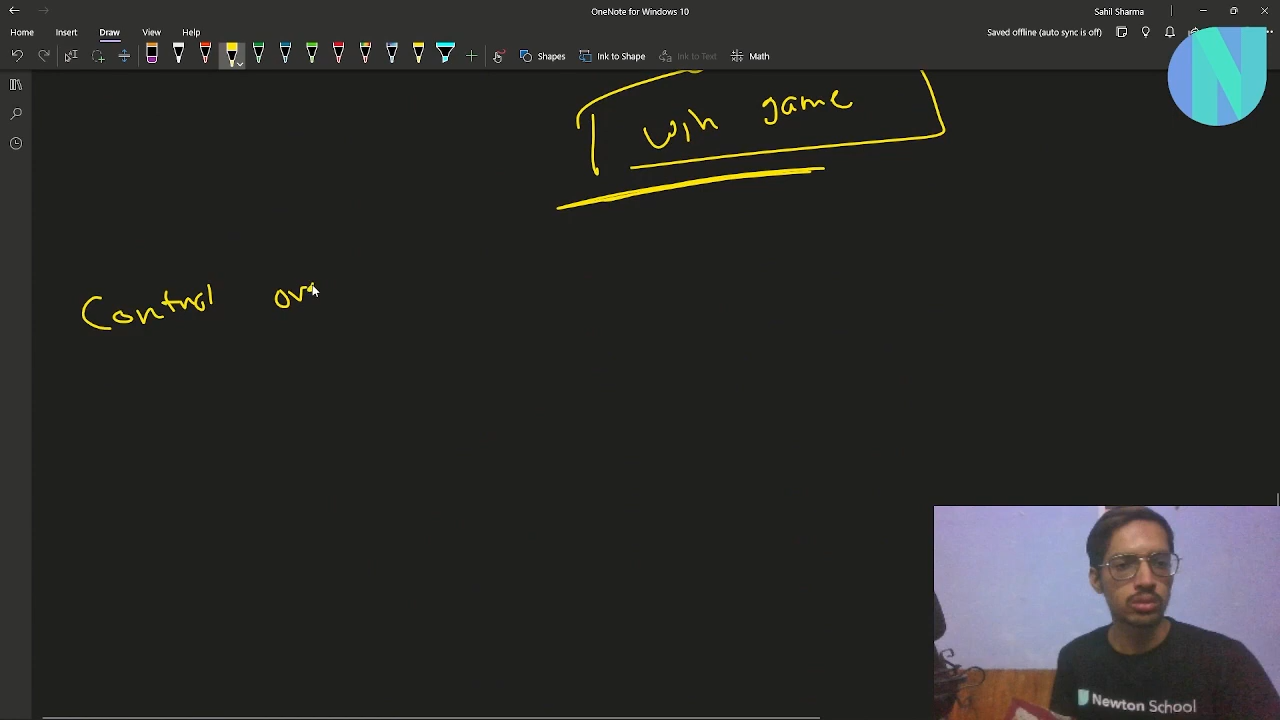 OneNote for Windows 10
Sahil Sharma
Home Insert Draw View Help
Saved offline (auto sync is off)
Shapes Ink to Shape Ink to Text Math
win game
Control ove
N
Newton School